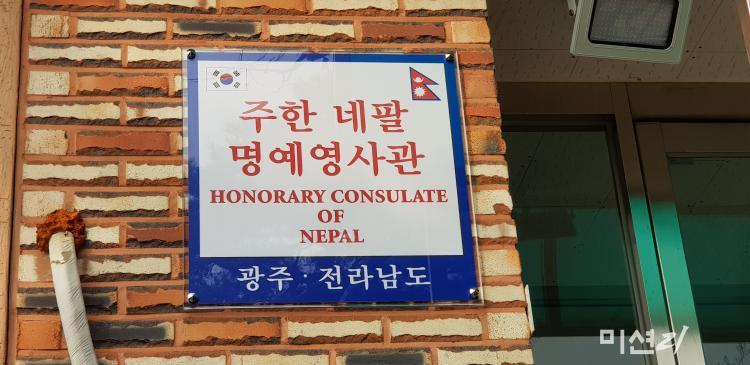 주한 네팔
명예영사관
HONORARY CONSULATE
OF
NEPAL
광주 · 전라남도
미션21